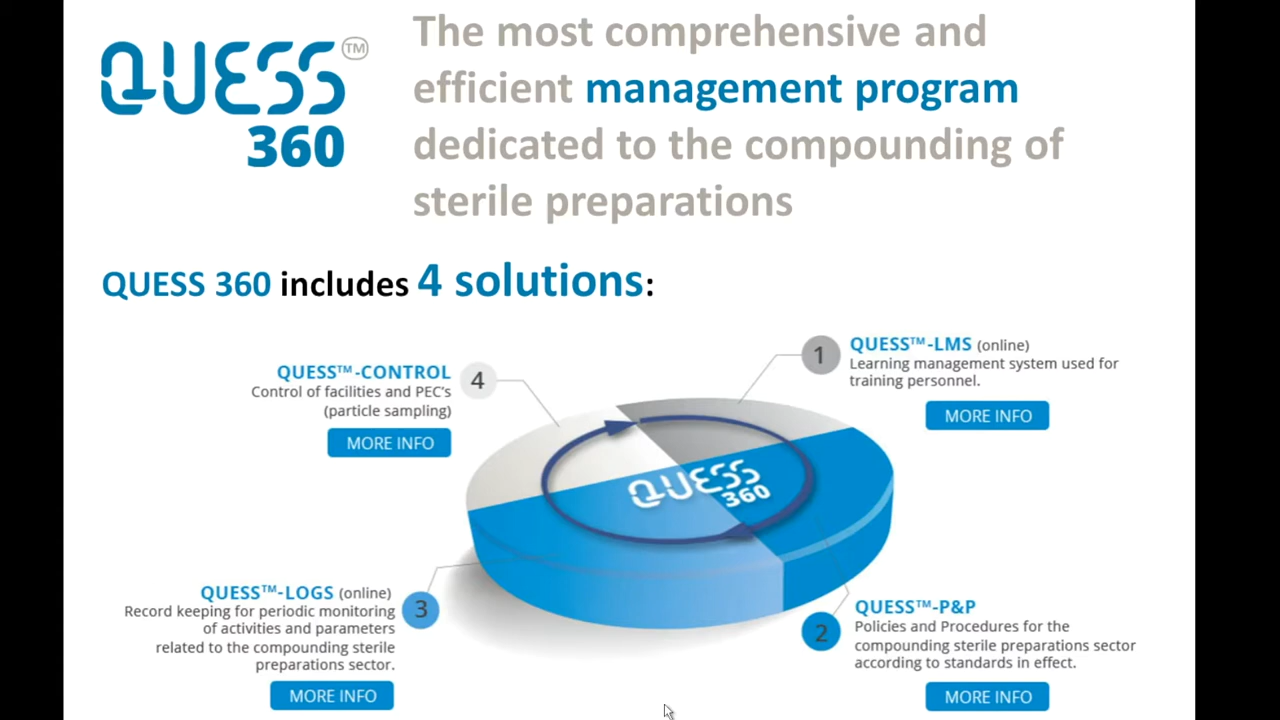 QUESS™
360
The most comprehensive and
efficient management program
dedicated to the compounding of
sterile preparations
QUESS 360 includes 4 solutions:
1
QUESS™-LMS (online)
Learning management system used for
training personnel.
MORE INFO
QUESS™-CONTROL
4
Control of facilities and PEC's
(particle sampling)
MORE INFO
QUESS
360
QUESS™-LOGS (online)
3
Record keeping for periodic monitoring
of activities and parameters
related to the compounding sterile
preparations sector.
MORE INFO
2
QUESS™-P&P
Policies and Procedures for the
compounding sterile preparations sector
according to standards in effect.
MORE INFO